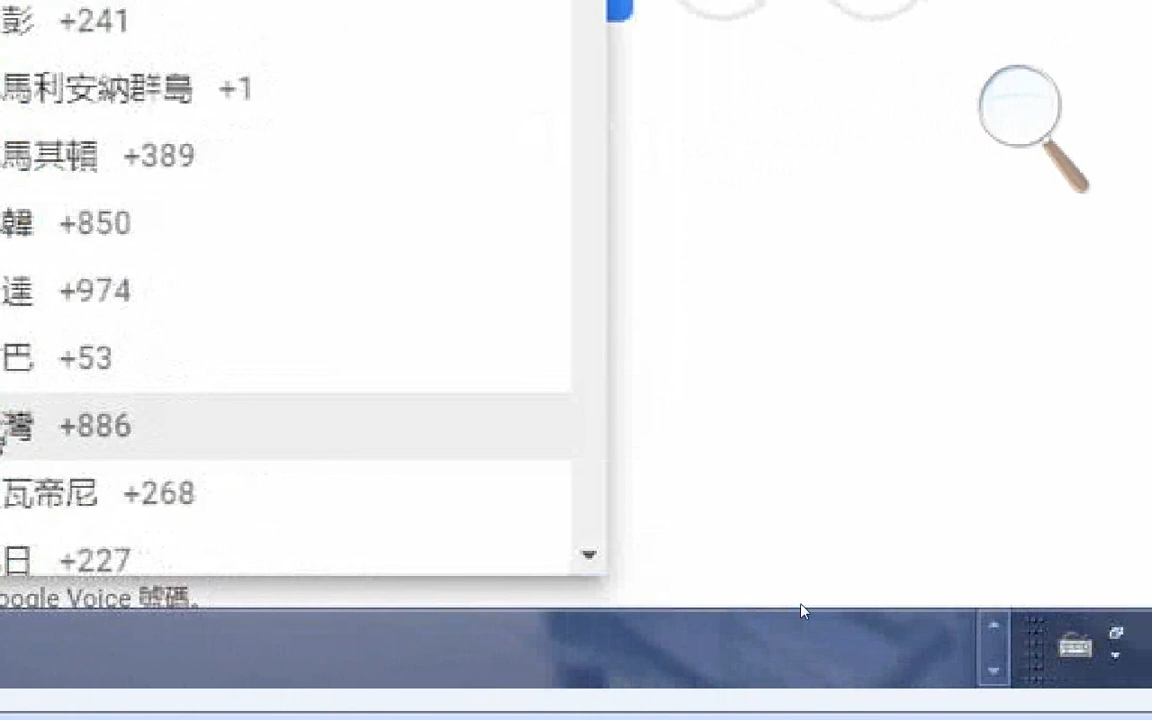 彭 +241
馬利安納群島 +1
馬其頓 +389
韓 +850
達 +974
巴 +53
灣 +886
瓦帝尼 +268
日 +227
oogle Voice 號碼。